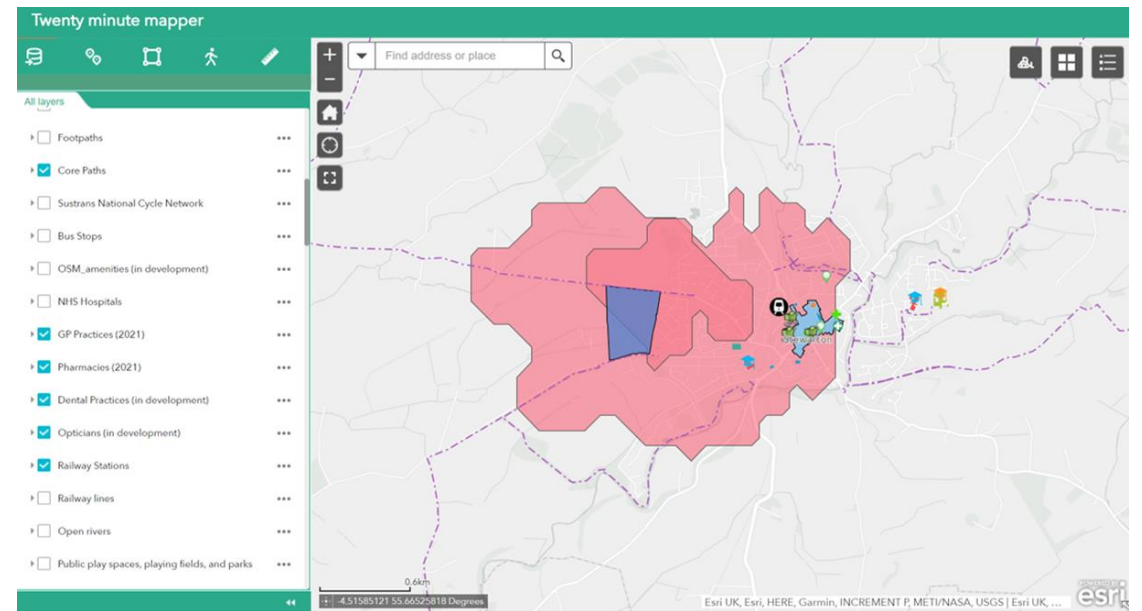 Twenty minute mapper
Find address or place
All layers
Footpaths
Core Paths
Sustrans National Cycle Network
Bus Stops
OSM_amenities (in development)
NHS Hospitals
GP Practices (2021)
Pharmacies (2021)
Dental Practices (in development)
Opticians (in development)
Railway Stations
Railway lines
Open rivers
Public play spaces, playing fields, and parks
0.6km
-4.51585121 55.66525818 Degrees
Esri UK, Esri, HERE, Garmin, INCREMENT P, METI/NASA, USGS | Esri UK, ...
POWERED BY
esri